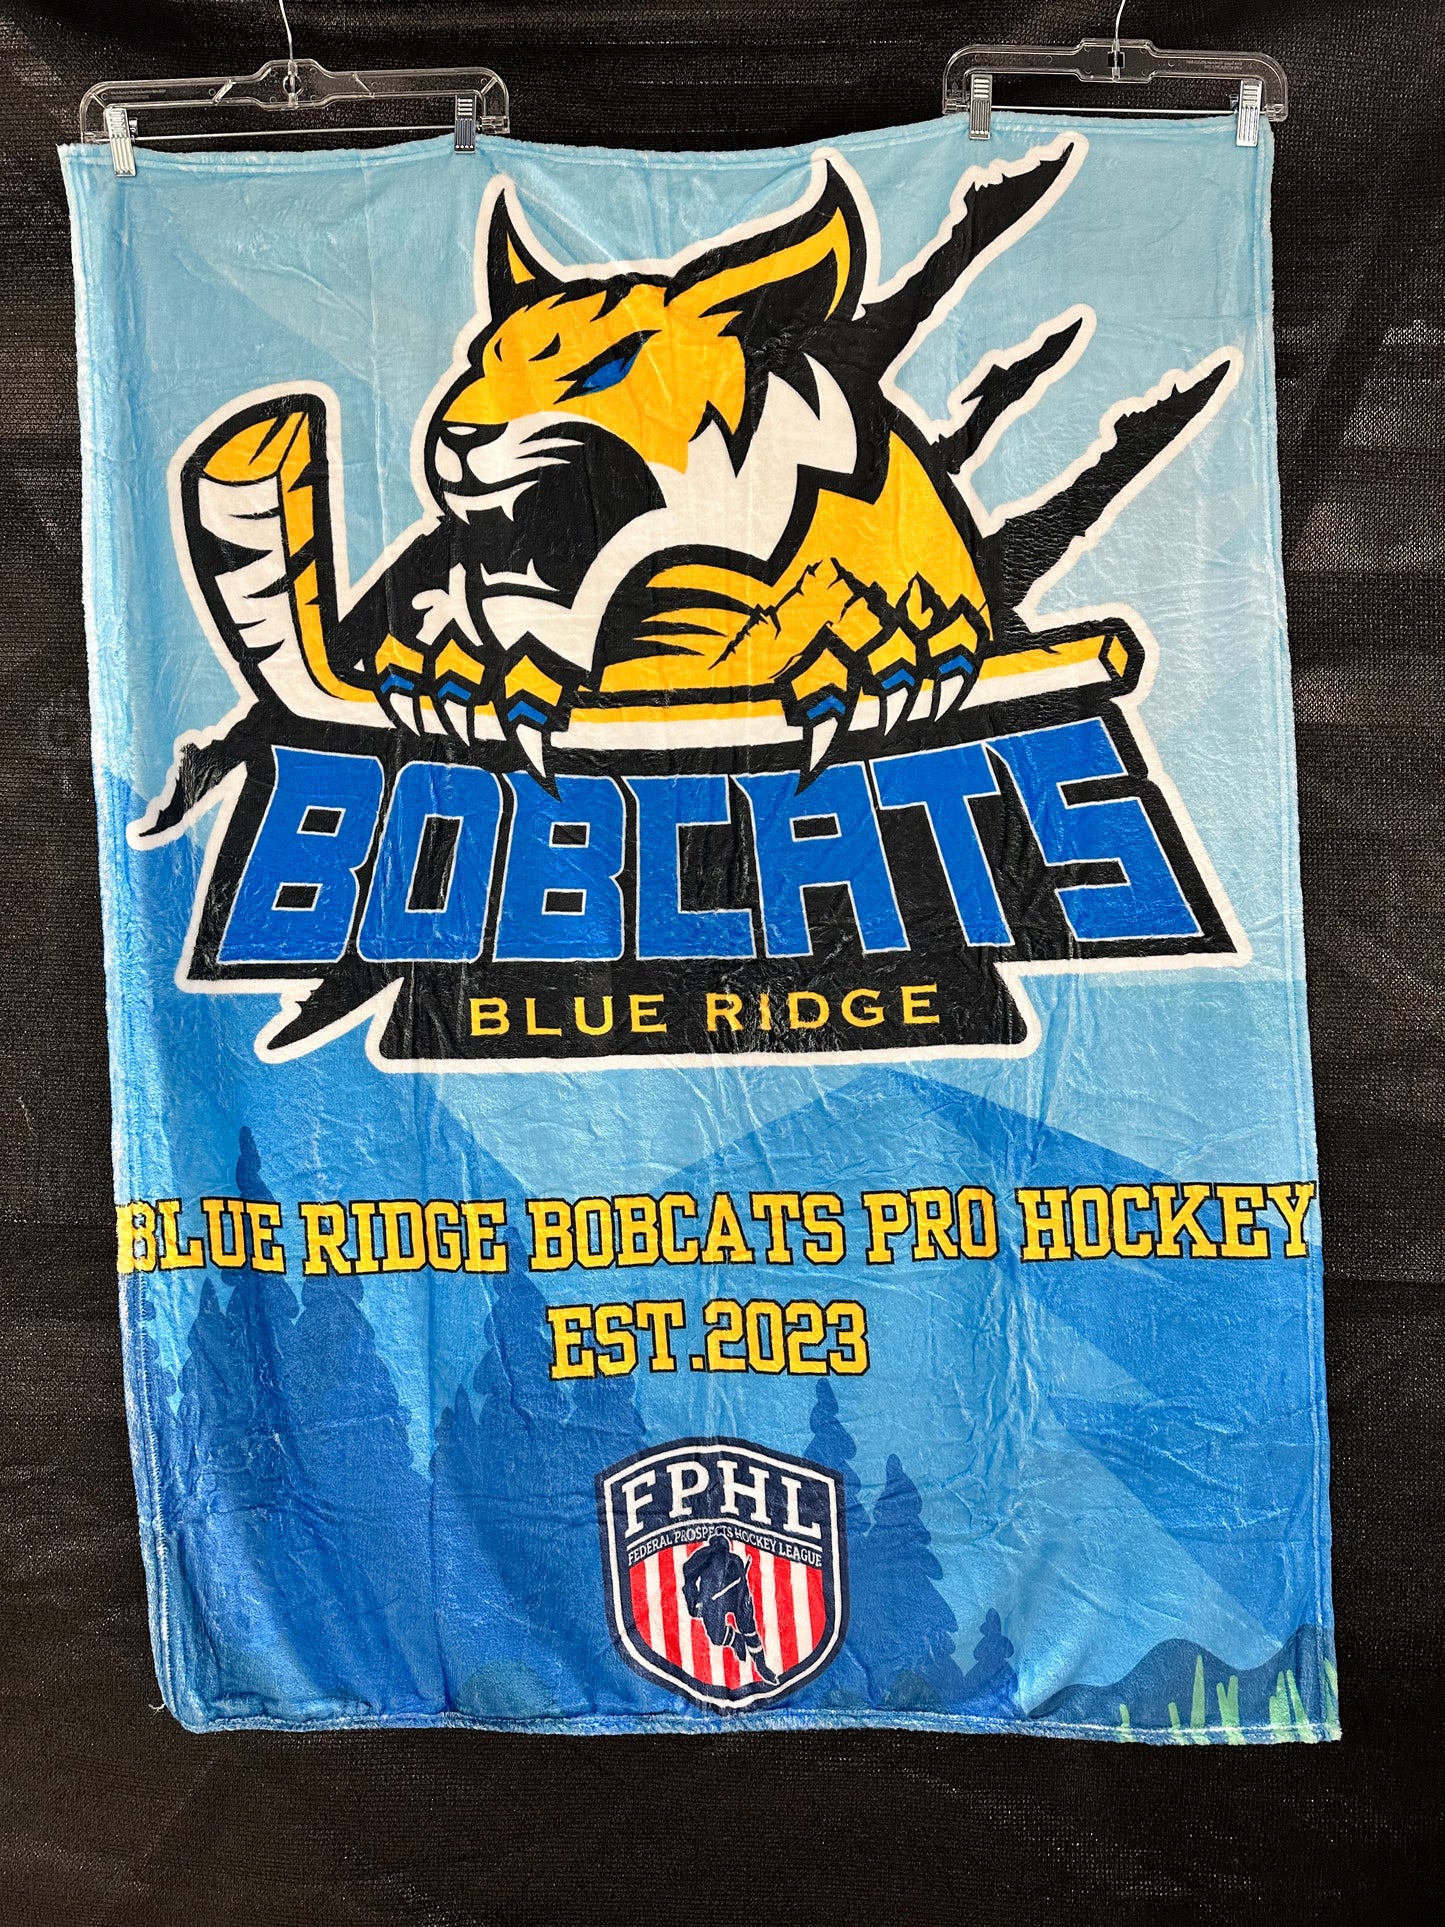 BOBCATS
BLUE RIDGE
BLUE RIDGE BOBCATS PRO HOCKEY
EST.2023
FPHL
FEDERAL PROSPECTS HOCKEY LEAGUE